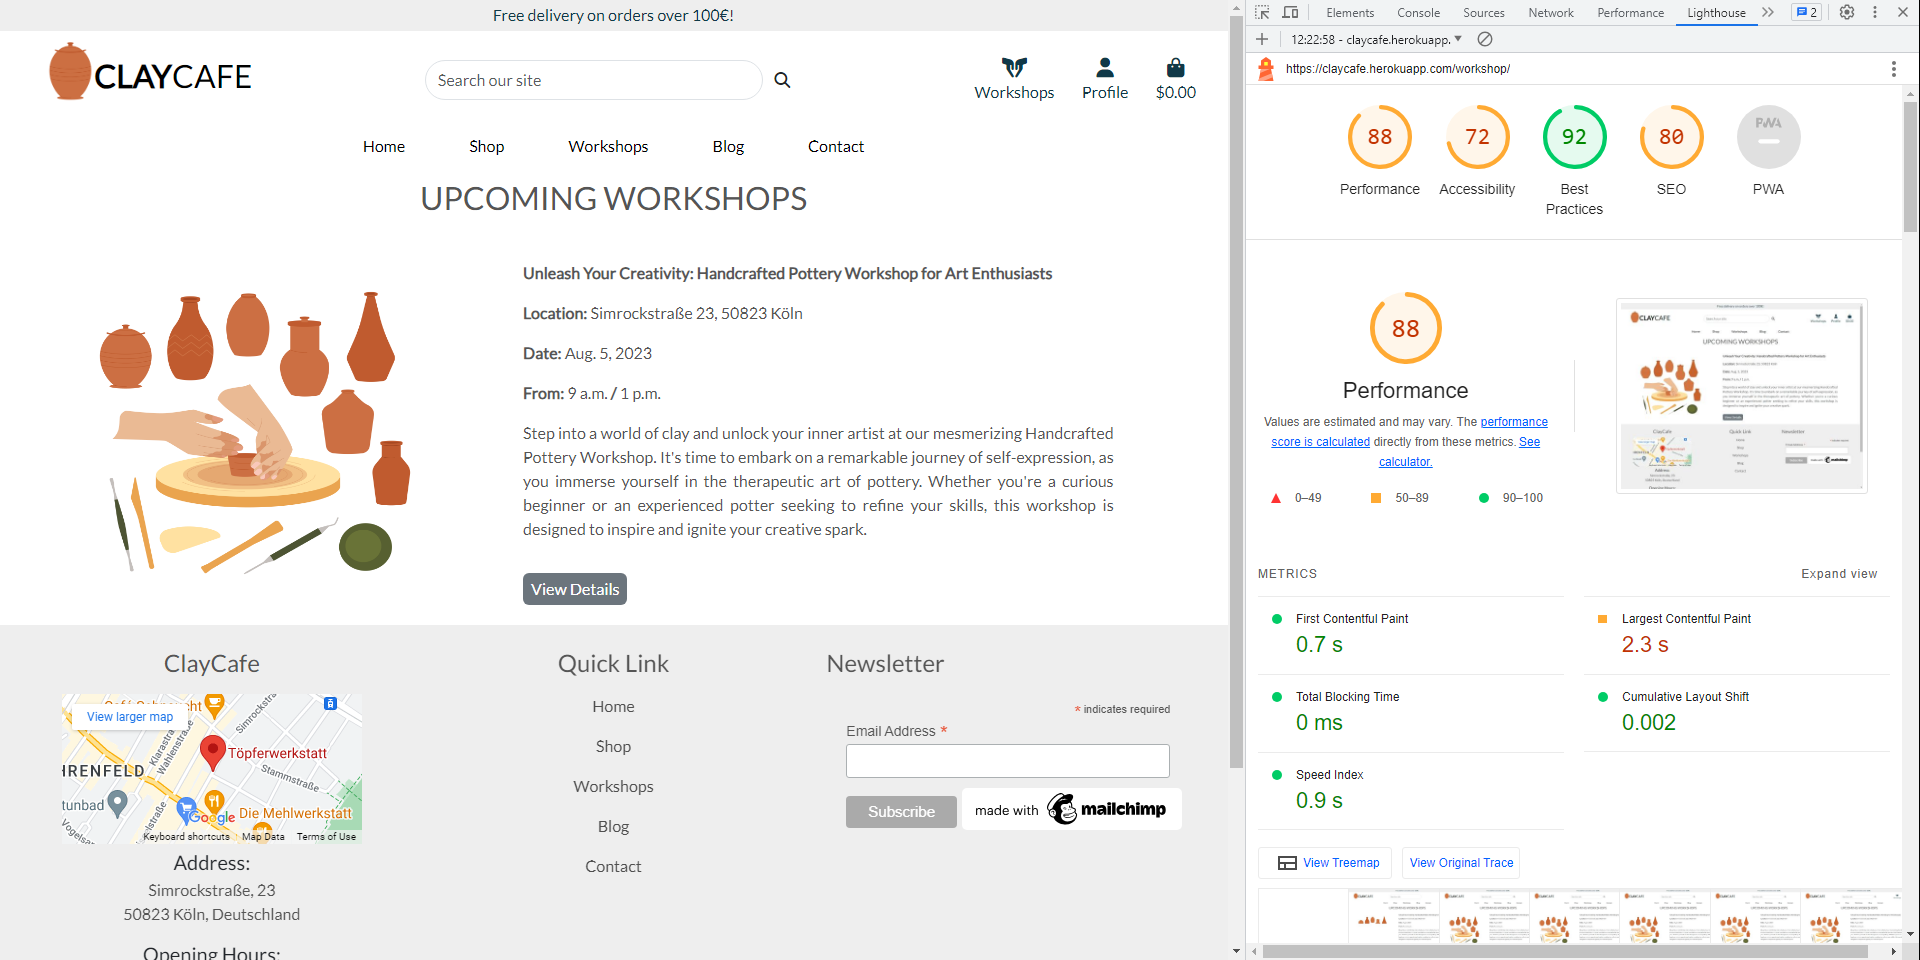 Free delivery on orders over 100€!
CLAYCAFE
Search our site
Workshops
Profile
$0.00
Home
Shop
Workshops
Blog
Contact
UPCOMING WORKSHOPS
Unleash Your Creativity: Handcrafted Pottery Workshop for Art Enthusiasts
Location: Simrockstraße 23, 50823 Köln
Date: Aug. 5, 2023
From: 9 a.m. / 1 p.m.
Step into a world of clay and unlock your inner artist at our mesmerizing Handcrafted
Pottery Workshop. It's time to embark on a remarkable journey of self-expression, as
you immerse yourself in the therapeutic art of pottery. Whether you're a curious
beginner or an experienced potter seeking to refine your skills, this workshop is
designed to inspire and ignite your creative spark.
View Details
ClayCafe
View larger map
Simrockstraße
Klarastraße
Wahlenstraße
Töpferwerkstatt
HRENFELD
Stammstraße
tunbad
Die Mehlwerkstatt
Google
Keyboard shortcuts
Map Data
Terms of Use
Address:
Simrockstraße, 23
50823 Köln, Deutschland
Opening Hours:
Quick Link
Home
Shop
Workshops
Blog
Contact
Newsletter
* indicates required
Email Address *
Subscribe
made with mailchimp
Elements
Console
Sources
Network
Performance
Lighthouse
2
12:22:58 - claycafe.herokuapp.
https://claycafe.herokuapp.com/workshop/
88
72
92
80
PWA
Performance
Accessibility
Best
Practices
SEO
PWA
88
Performance
Values are estimated and may vary. The performance
score is calculated directly from these metrics. See
calculator.
0–49
50–89
90–100
METRICS
Expand view
First Contentful Paint
0.7 s
Largest Contentful Paint
2.3 s
Total Blocking Time
0 ms
Cumulative Layout Shift
0.002
Speed Index
0.9 s
View Treemap
View Original Trace